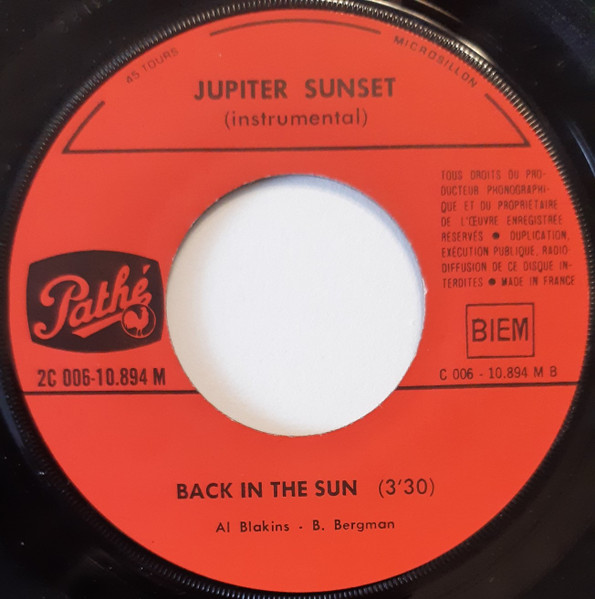 45 TOURS
MICROSILLON
JUPITER SUNSET
(instrumental)
TOUS DROITS DU PRO-
DUCTEUR PHONOGRAPHI-
QUE ET DU PROPRIETAIRE
DE L'ŒUVRE ENREGISTREE
RESERVES ● DUPLICATION,
EXECUTION PUBLIQUE, RADIO-
DIFFUSION DE CE DISQUE IN-
TERDITES ● MADE IN FRANCE
Pathé
BIEM
2C 006-10.894 M
C 006 - 10.894 M B
BACK IN THE SUN (3'30)
Al Blakins - B. Bergman